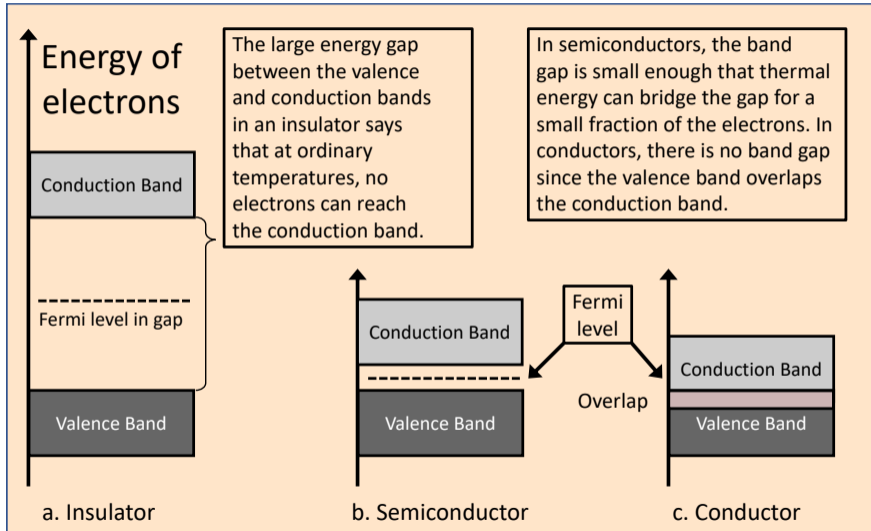 Energy of
electrons
The large energy gap
between the valence
and conduction bands
in an insulator says
that at ordinary
temperatures, no
electrons can reach
the conduction band.
In semiconductors, the band
gap is small enough that thermal
energy can bridge the gap for a
small fraction of the electrons. In
conductors, there is no band gap
since the valence band overlaps
the conduction band.
Conduction Band
Fermi level in gap
Valence Band
a. Insulator
Conduction Band
Valence Band
b. Semiconductor
Fermi
level
Overlap
Conduction Band
Valence Band
c. Conductor